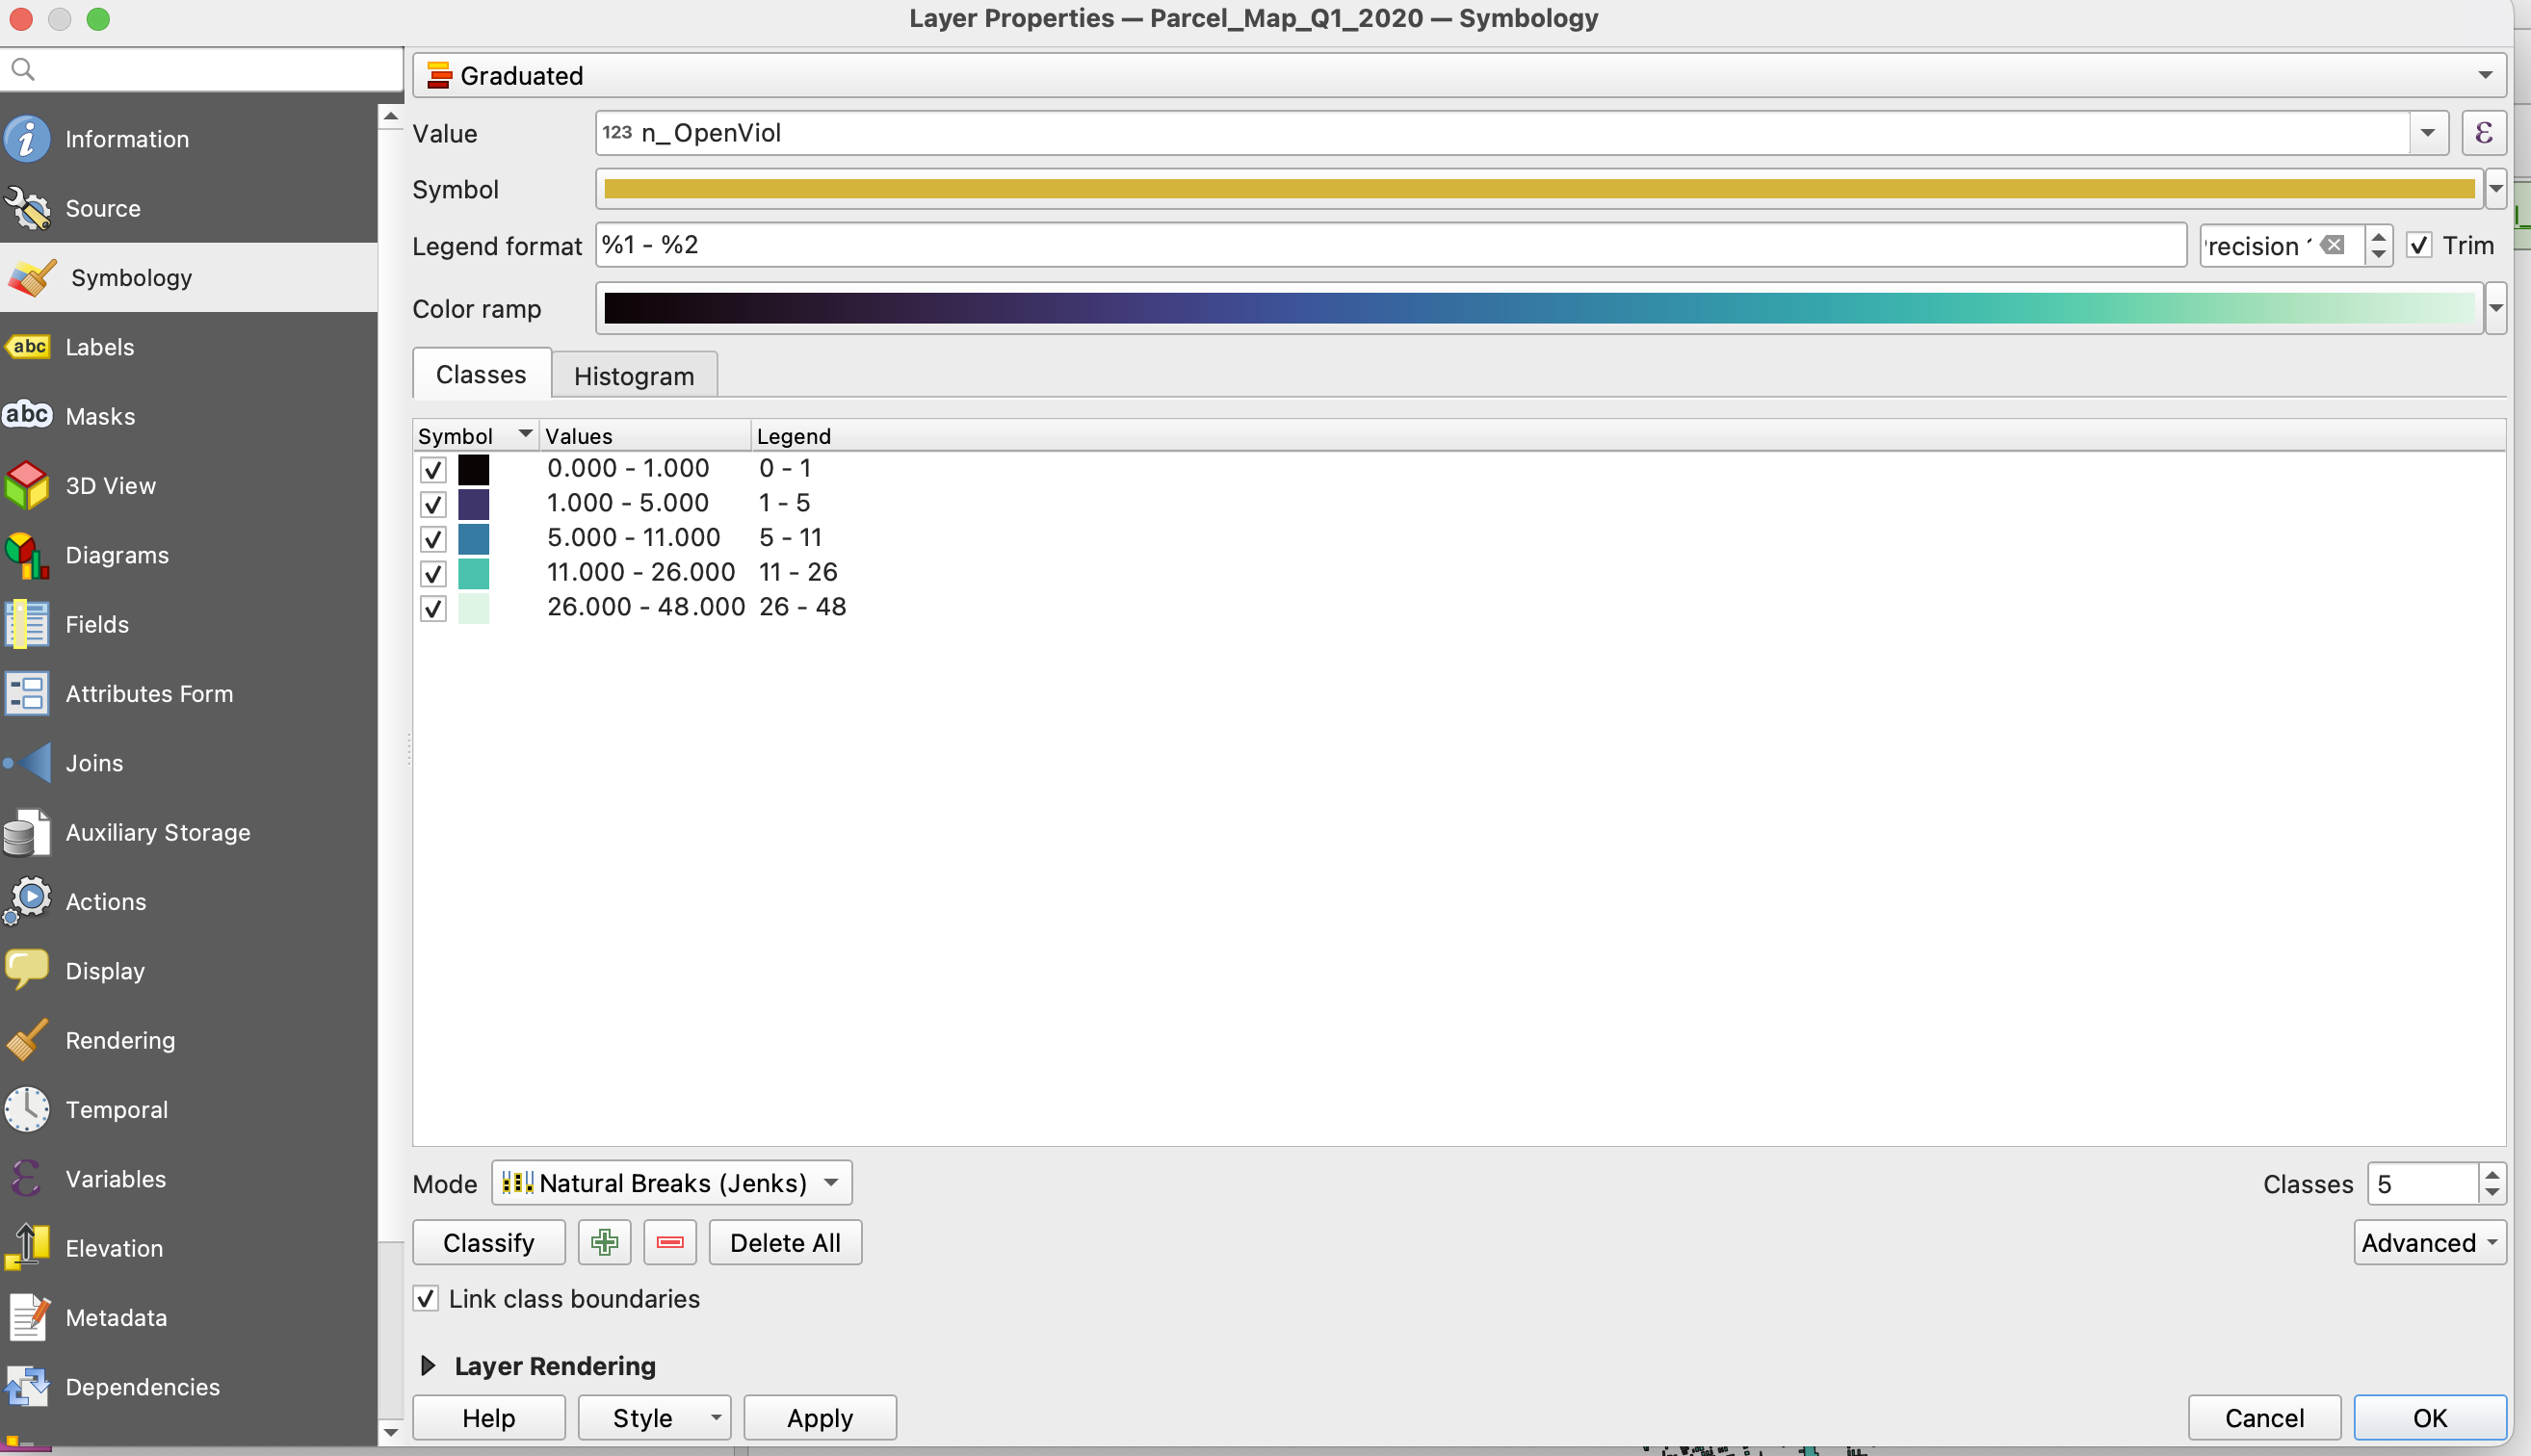 Layer Properties — Parcel_Map_Q1_2020 — Symbology
Information
Source
Symbology
abc Labels
abc Masks
3D View
Diagrams
Fields
Attributes Form
Joins
Auxiliary Storage
Actions
Display
Rendering
Temporal
ε Variables
Elevation
Metadata
Dependencies
Graduated
Value 123 n_OpenViol ε
Symbol
Legend format %1 - %2 recision Trim
Color ramp
Classes Histogram
Symbol Values Legend
0.000 - 1.000 0 - 1
1.000 - 5.000 1 - 5
5.000 - 11.000 5 - 11
11.000 - 26.000 11 - 26
26.000 - 48.000 26 - 48
Mode Natural Breaks (Jenks) Classes 5
Classify Delete All Advanced
Link class boundaries
Layer Rendering
Help Style Apply Cancel OK